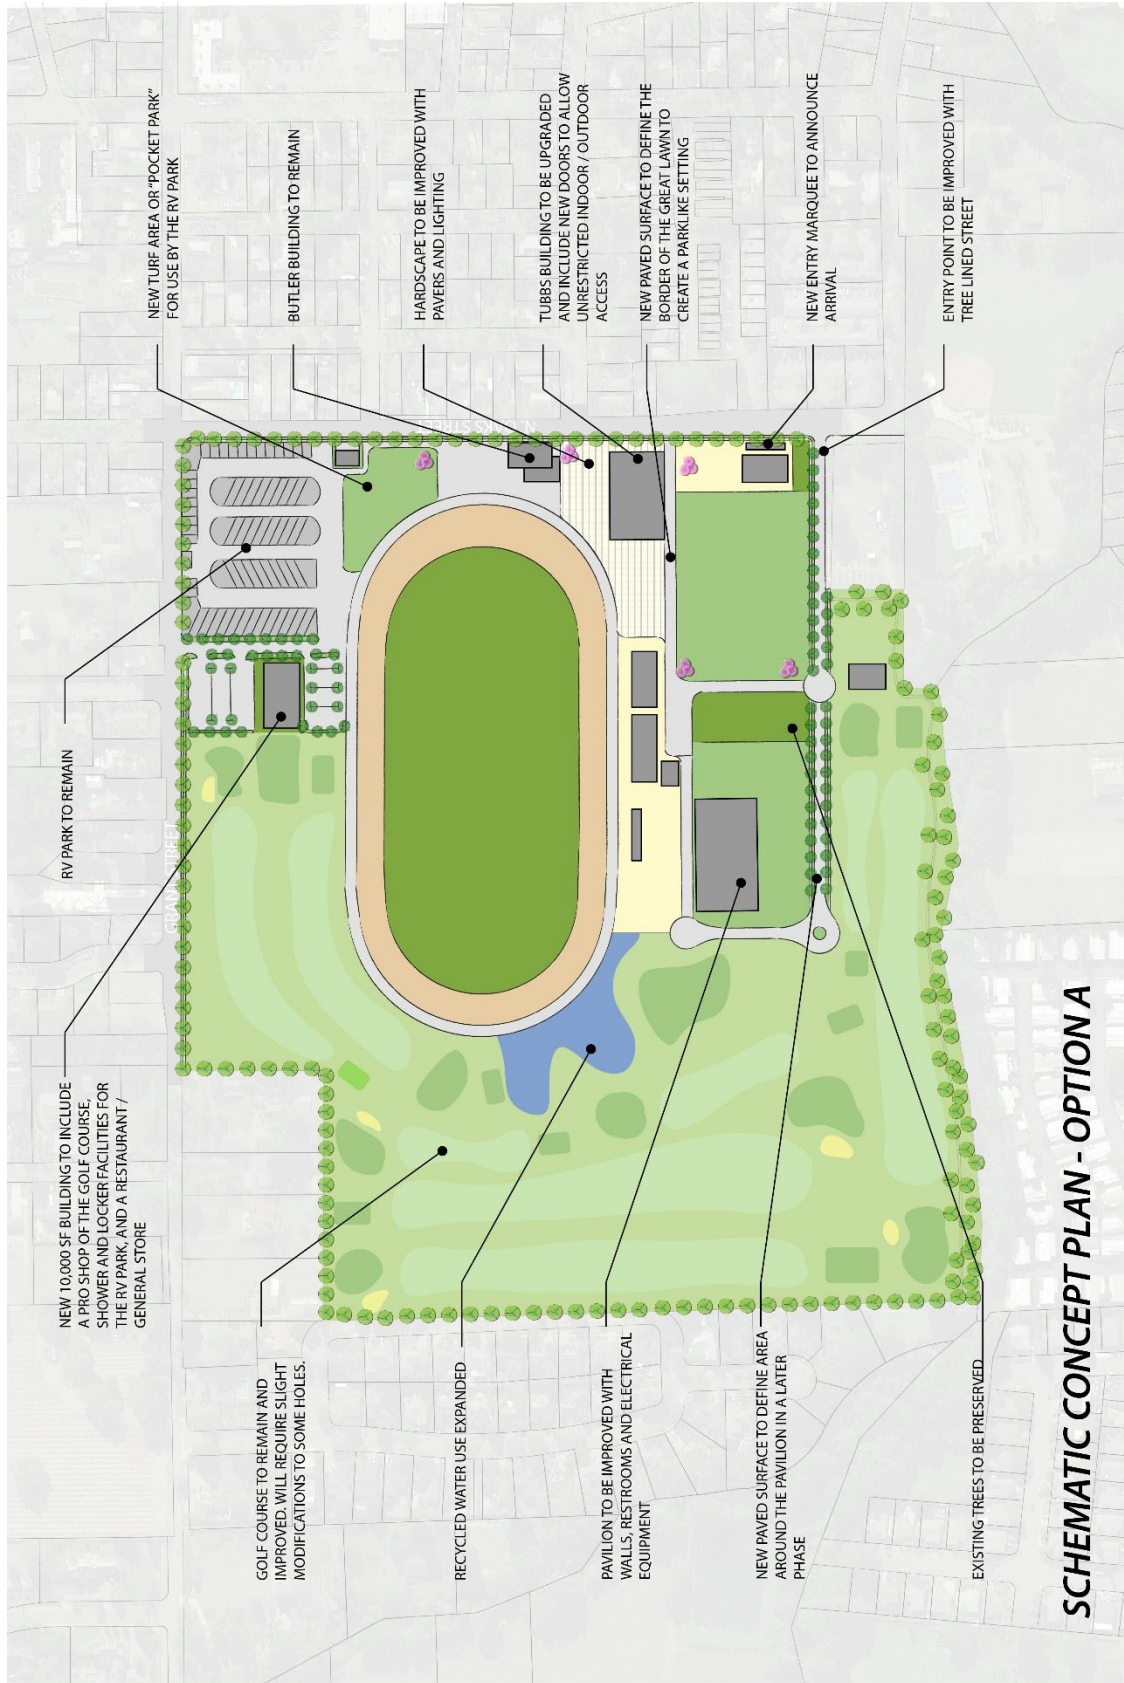 NEW 10,000 SF BUILDING TO INCLUDE
A PRO SHOP OF THE GOLF COURSE,
SHOWER AND LOCKER FACILITIES FOR
THE RV PARK, AND A RESTAURANT /
GENERAL STORE
RV PARK TO REMAIN
NEW TURF AREA OR "POCKET PARK"
FOR USE BY THE RV PARK
BUTLER BUILDING TO REMAIN
HARDSCAPE TO BE IMPROVED WITH
PAVERS AND LIGHTING
TUBBS BUILDING TO BE UPGRADED
AND INCLUDE NEW DOORS TO ALLOW
UNRESTRICTED INDOOR / OUTDOOR
ACCESS
NEW PAVED SURFACE TO DEFINE THE
BORDER OF THE GREAT LAWN TO
CREATE A PARKLIKE SETTING
NEW ENTRY MARQUEE TO ANNOUNCE
ARRIVAL
ENTRY POINT TO BE IMPROVED WITH
TREE LINED STREET
GRANT STREET
N. OAKS STREET
GOLF COURSE TO REMAIN AND
IMPROVED. WILL REQUIRE SLIGHT
MODIFICATIONS TO SOME HOLES.
RECYCLED WATER USE EXPANDED
PAVILION TO BE IMPROVED WITH
WALLS, RESTROOMS AND ELECTRICAL
EQUIPMENT
NEW PAVED SURFACE TO DEFINE AREA
AROUND THE PAVILION IN A LATER
PHASE
EXISTING TREES TO BE PRESERVED
SCHEMATIC CONCEPT PLAN - OPTION A